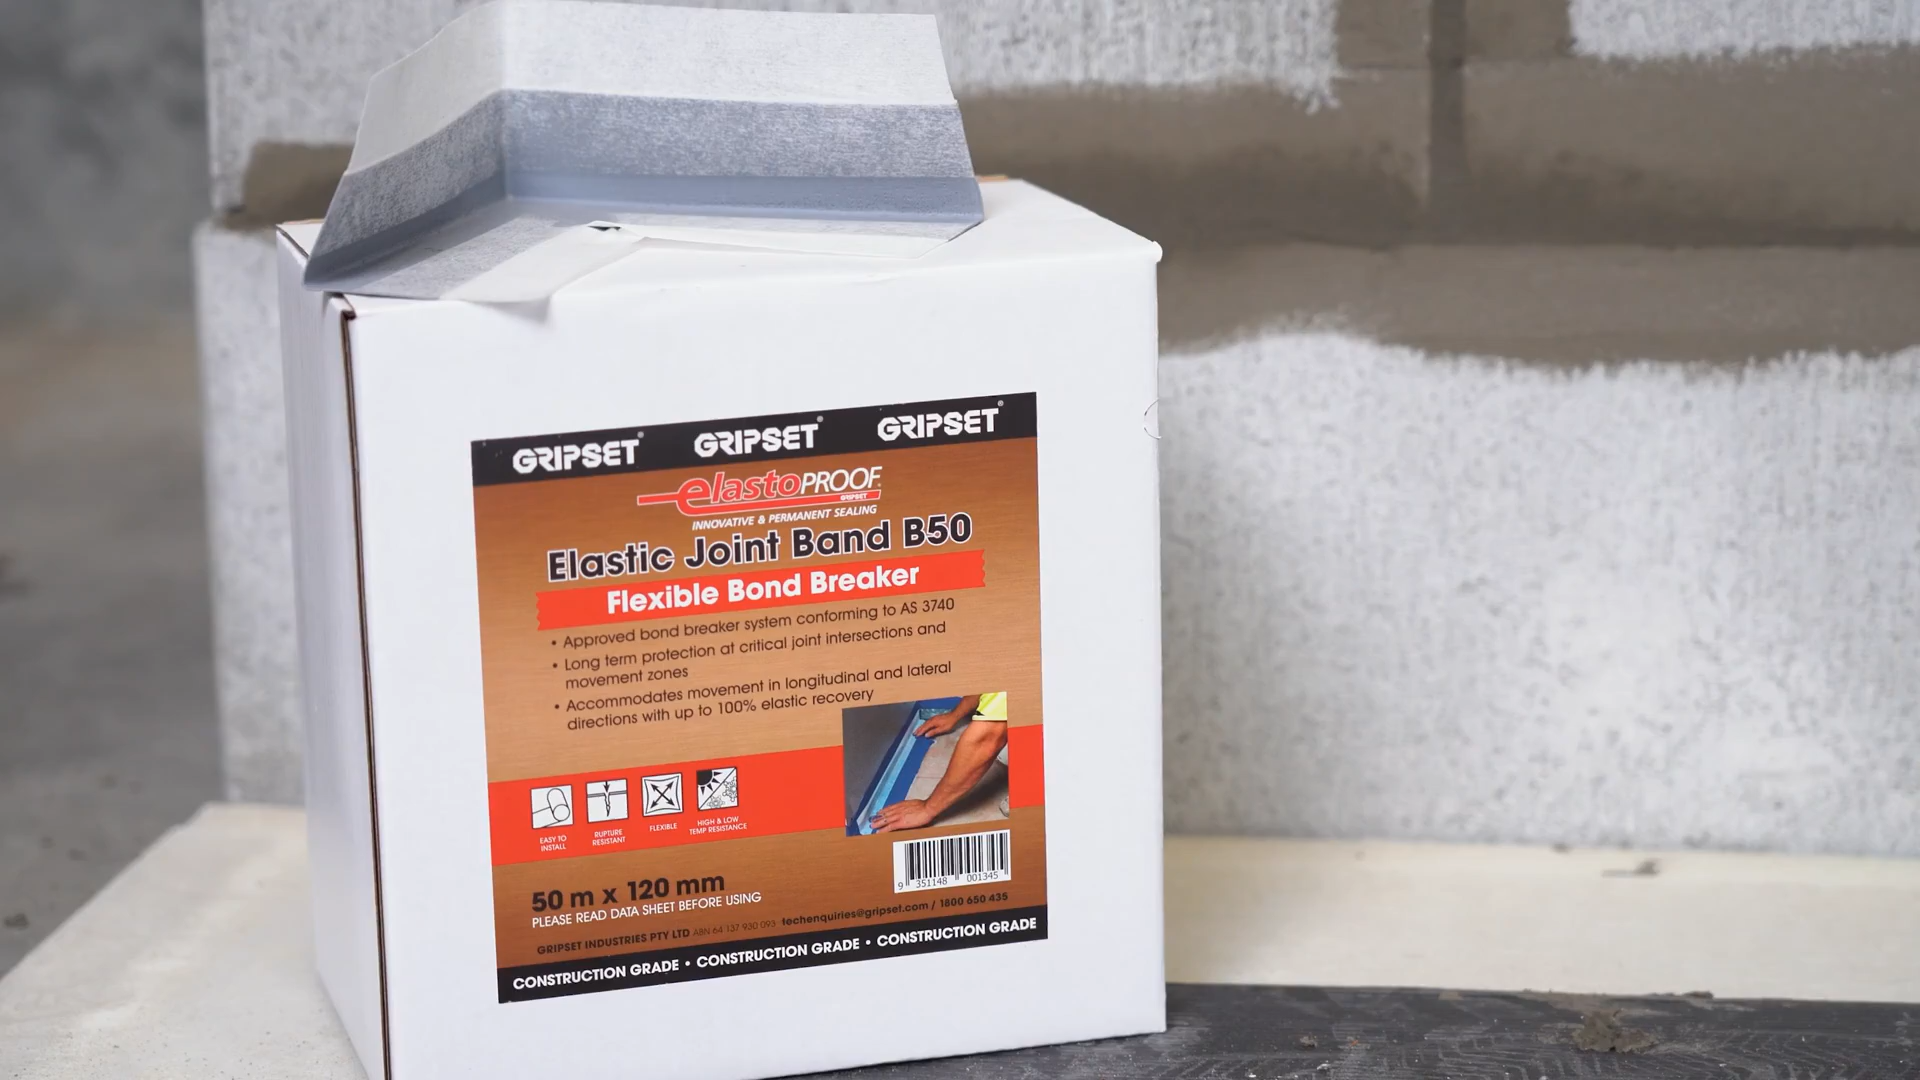 GRIPSET® GRIPSET® GRIPSET®
elastoPROOF
GRIPSET
INNOVATIVE & PERMANENT SEALING
Elastic Joint Band B50
Flexible Bond Breaker
• Approved bond breaker system conforming to AS 3740
• Long term protection at critical joint intersections and
movement zones
• Accommodates movement in longitudinal and lateral
directions with up to 100% elastic recovery
EASY TO
INSTALL
RUPTURE
RESISTANT
FLEXIBLE
HIGH & LOW
TEMP RESISTANCE
9 351148 001345
50 m x 120 mm
PLEASE READ DATA SHEET BEFORE USING
GRIPSET INDUSTRIES PTY LTD ABN 64 137 930 093 techenquiries@gripset.com / 1800 650 435
CONSTRUCTION GRADE • CONSTRUCTION GRADE • CONSTRUCTION GRADE